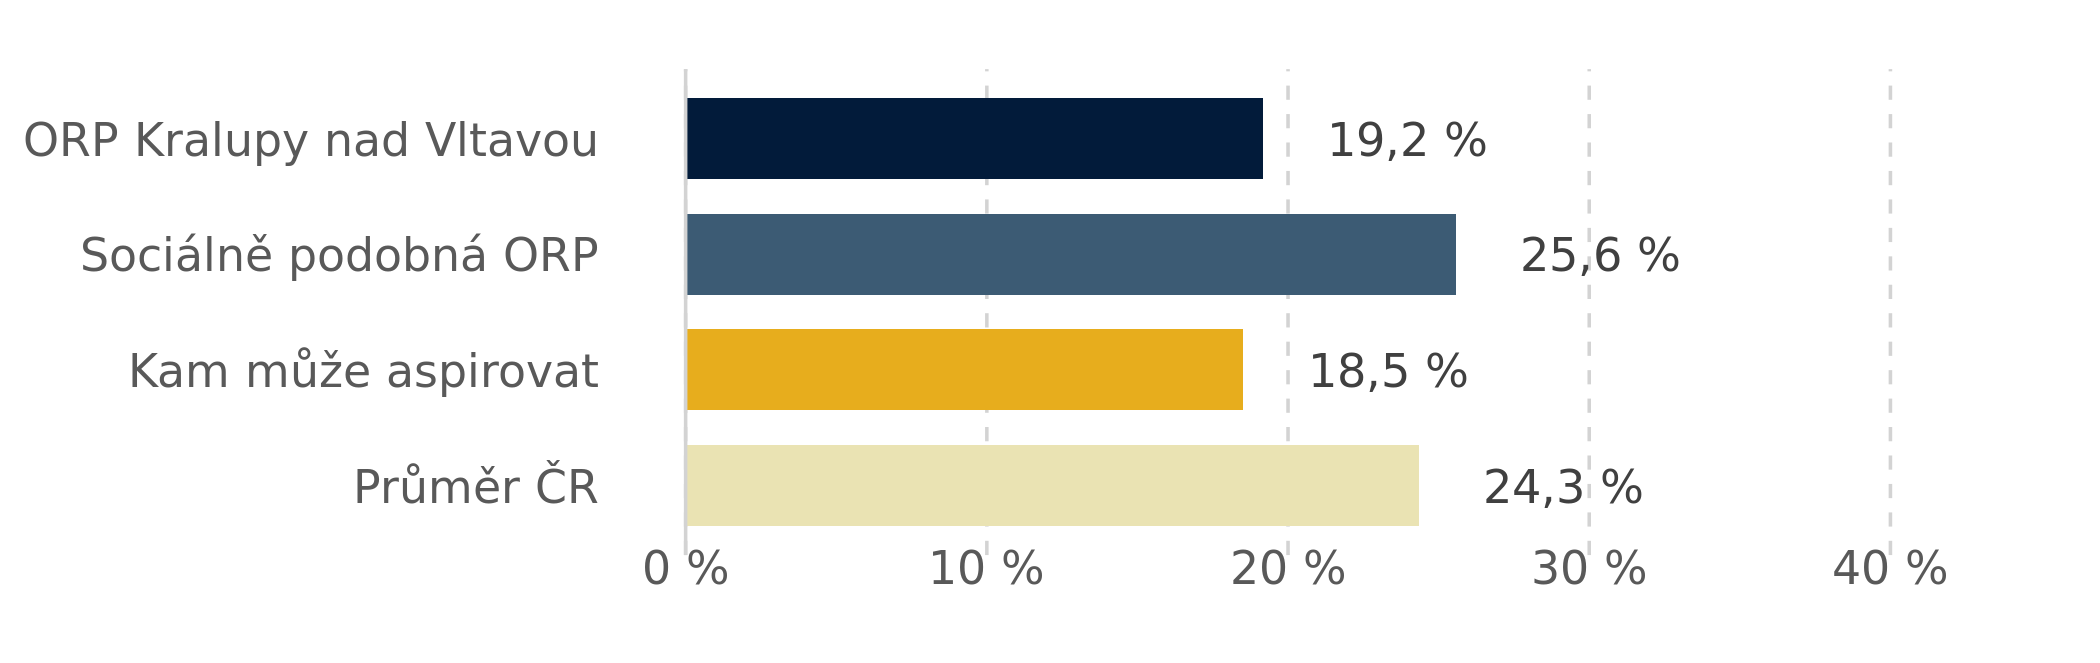 ORP Kralupy nad Vltavou 19,2 %
Sociálně podobná ORP 25,6 %
Kam může aspirovat 18,5 %
Průměr ČR 24,3 %
0 % 10 % 20 % 30 % 40 %